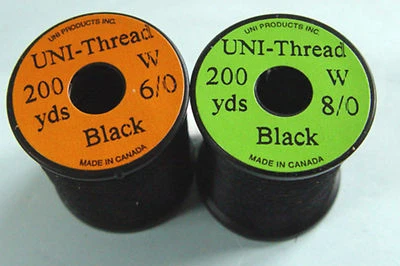 UNI PRODUCTS INC.
UNI-Thread
200 W
yds 6/0
Black
MADE IN CANADA
UNI PRODUCTS INC.
UNI-Thread
200 W
yds 8/0
Black
MADE IN CANADA